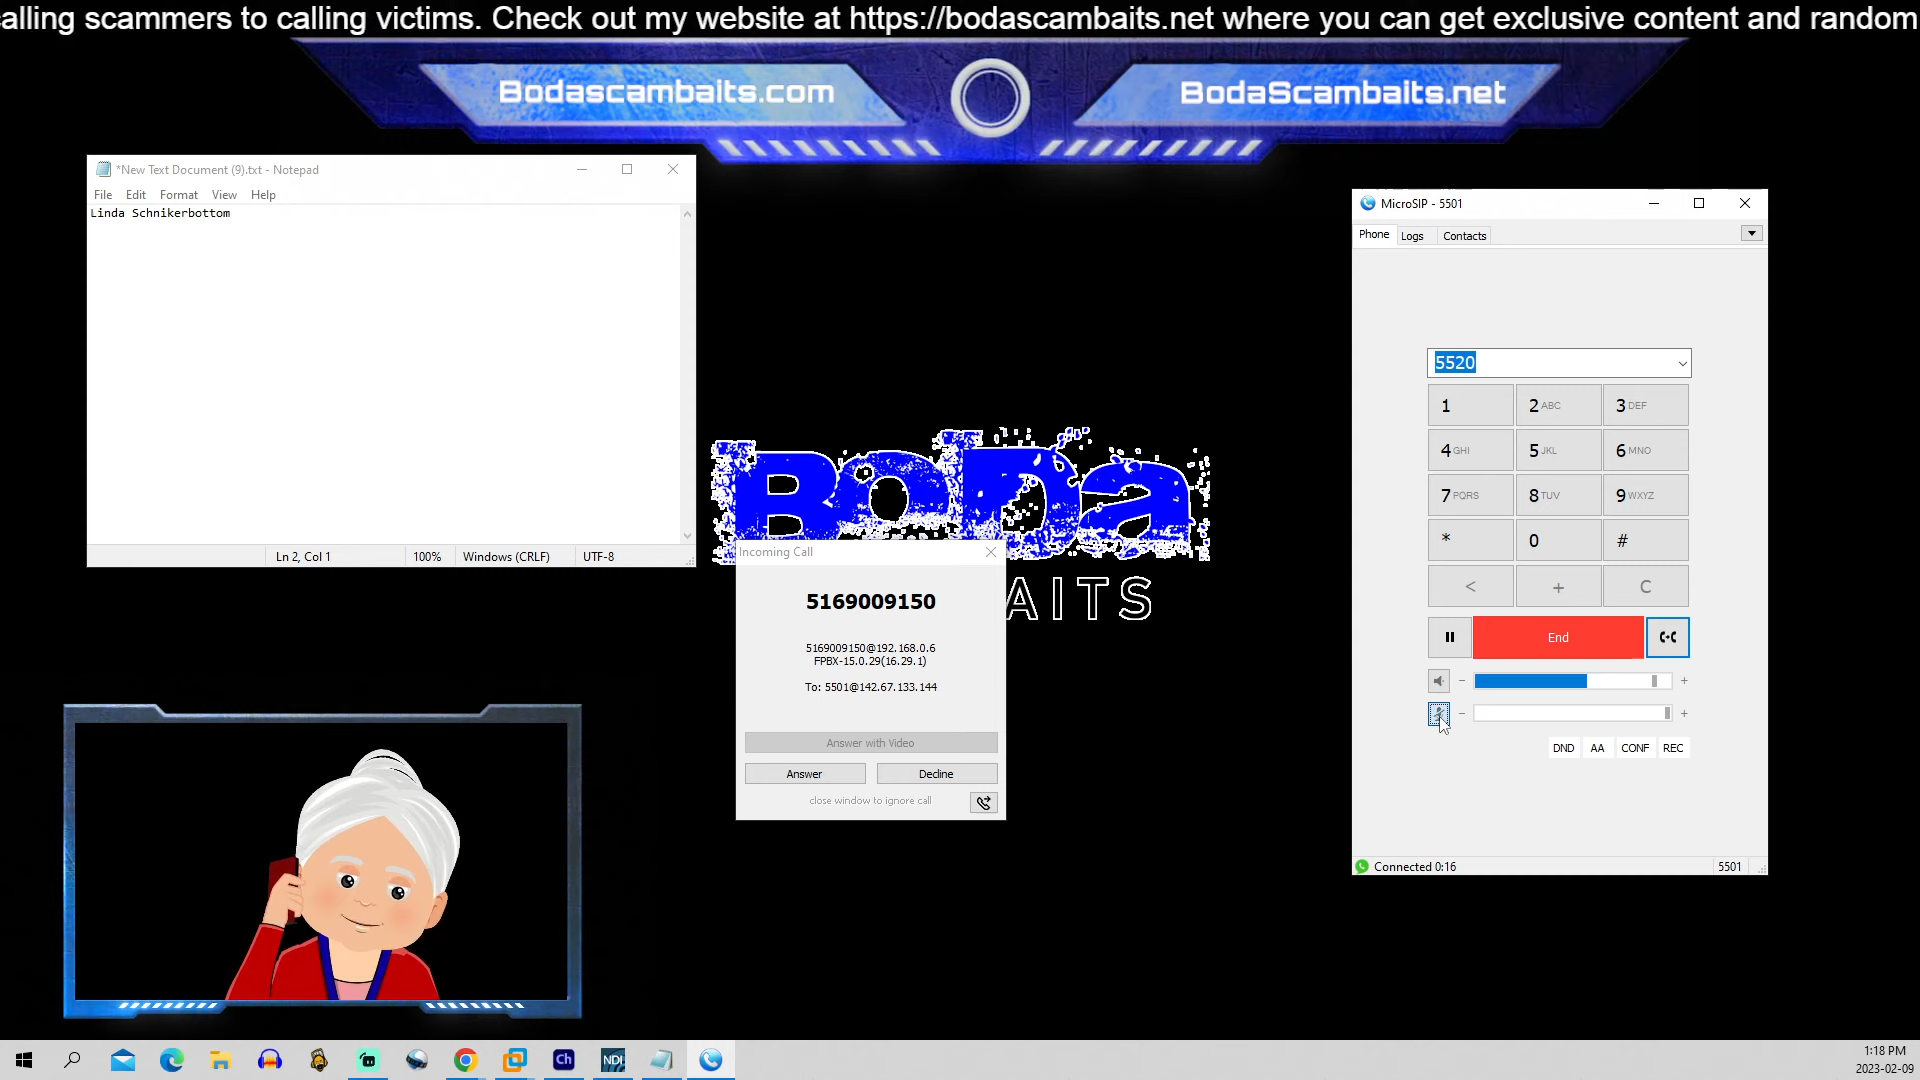 alling scammers to calling victims. Check out my website at https://bodascambaits.net where you can get exclusive content and random
Bodascambaits.com
BodaScambaits.net
*New Text Document (9).txt - Notepad
File Edit Format View Help
Linda Schnikerbottom
Ln 2, Col 1 100% Windows (CRLF) UTF-8
BoDa
AITS
Incoming Call
5169009150
5169009150@192.168.0.6
FPBX-15.0.29(16.29.1)
To: 5501@142.67.133.144
Answer with Video
Answer Decline
close window to ignore call
MicroSIP - 5501
Phone Logs Contacts
5520
1 2 ABC 3 DEF
4 GHI 5 JKL 6 MNO
7 PQRS 8 TUV 9 WXYZ
* 0 #
< + C
End
- +
- +
DND AA CONF REC
Connected 0:16 5501
Ch
NDI
1:18 PM
2023-02-09